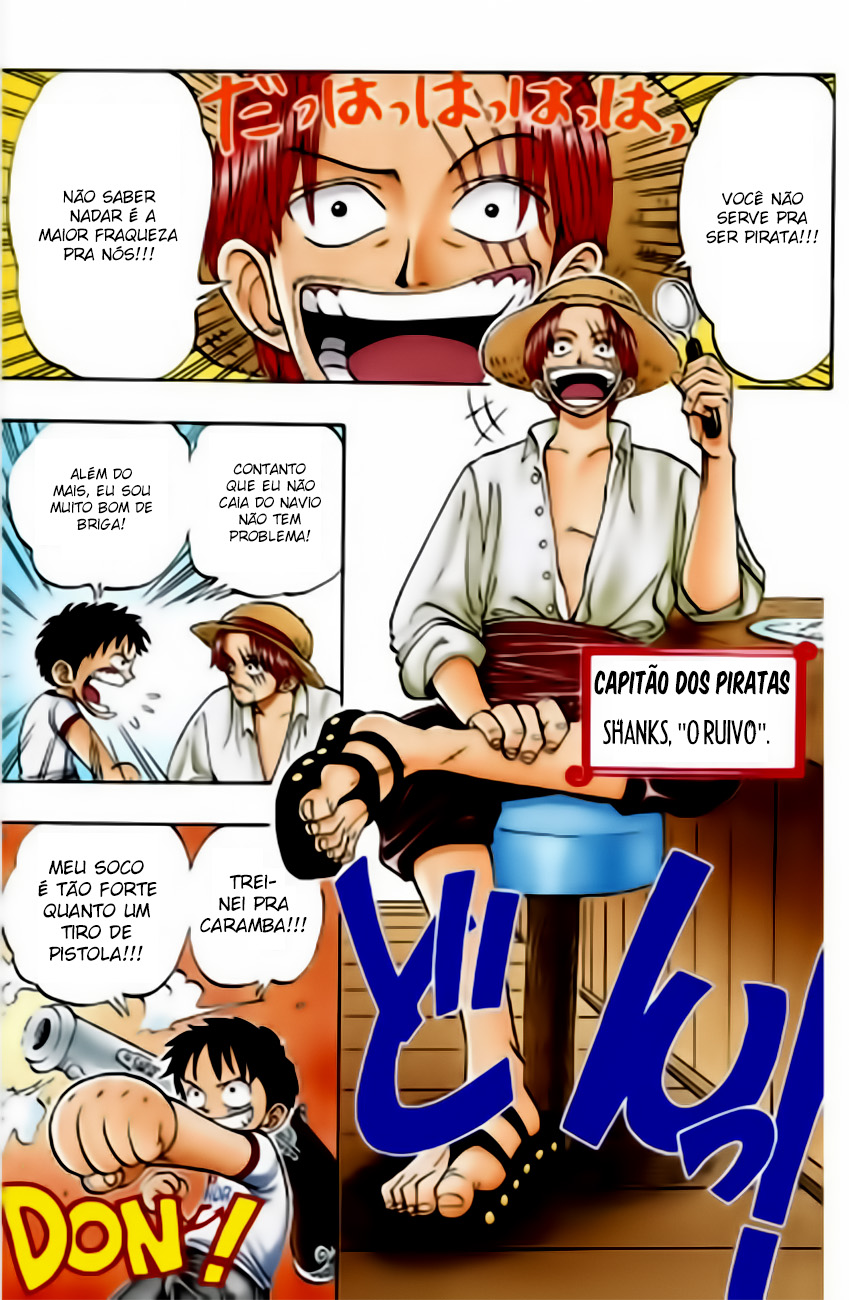 だっはっはっはっはっ
VOCÊ NÃO
SERVE PRA
SER PIRATA!!!
NÃO SABER
NADAR É A
MAIOR FRAQUEZA
PRA NÓS!!!
CAPITÃO DOS PIRATAS
SHANKS, "O RUIVO".
CONTANTO
QUE EU NÃO
CAIA DO NAVIO
NÃO TEM
PROBLEMA!
ALÉM DO
MAIS, EU SOU
MUITO BOM DE
BRIGA!
TREI-
NEI PRA
CARAMBA!!!
MEU SOCO
É TÃO FORTE
QUANTO UM
TIRO DE
PISTOLA!!!
DON!
どんっ!